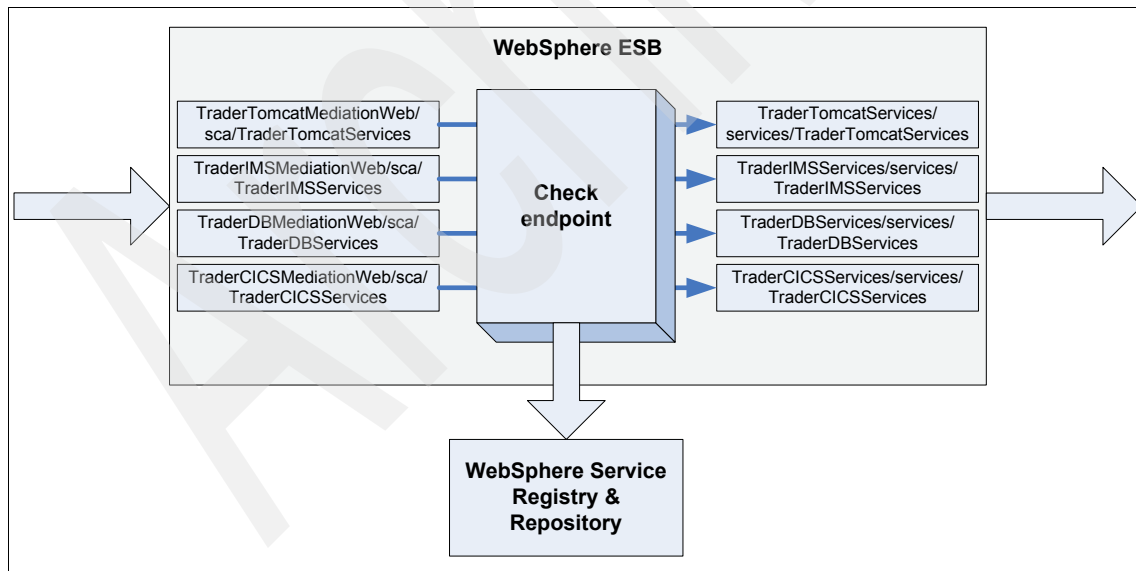 WebSphere ESB
TraderTomcatMediationWeb/
sca/TraderTomcatServices
TraderIMSMediationWeb/sca/
TraderIMSServices
TraderDBMediationWeb/sca/
TraderDBServices
TraderCICSMediationWeb/sca/
TraderCICSServices
Check
endpoint
TraderTomcatServices/
services/TraderTomcatServices
TraderIMSServices/services/
TraderIMSServices
TraderDBServices/services/
TraderDBServices
TraderCICSServices/services/
TraderCICSServices
WebSphere Service
Registry &
Repository